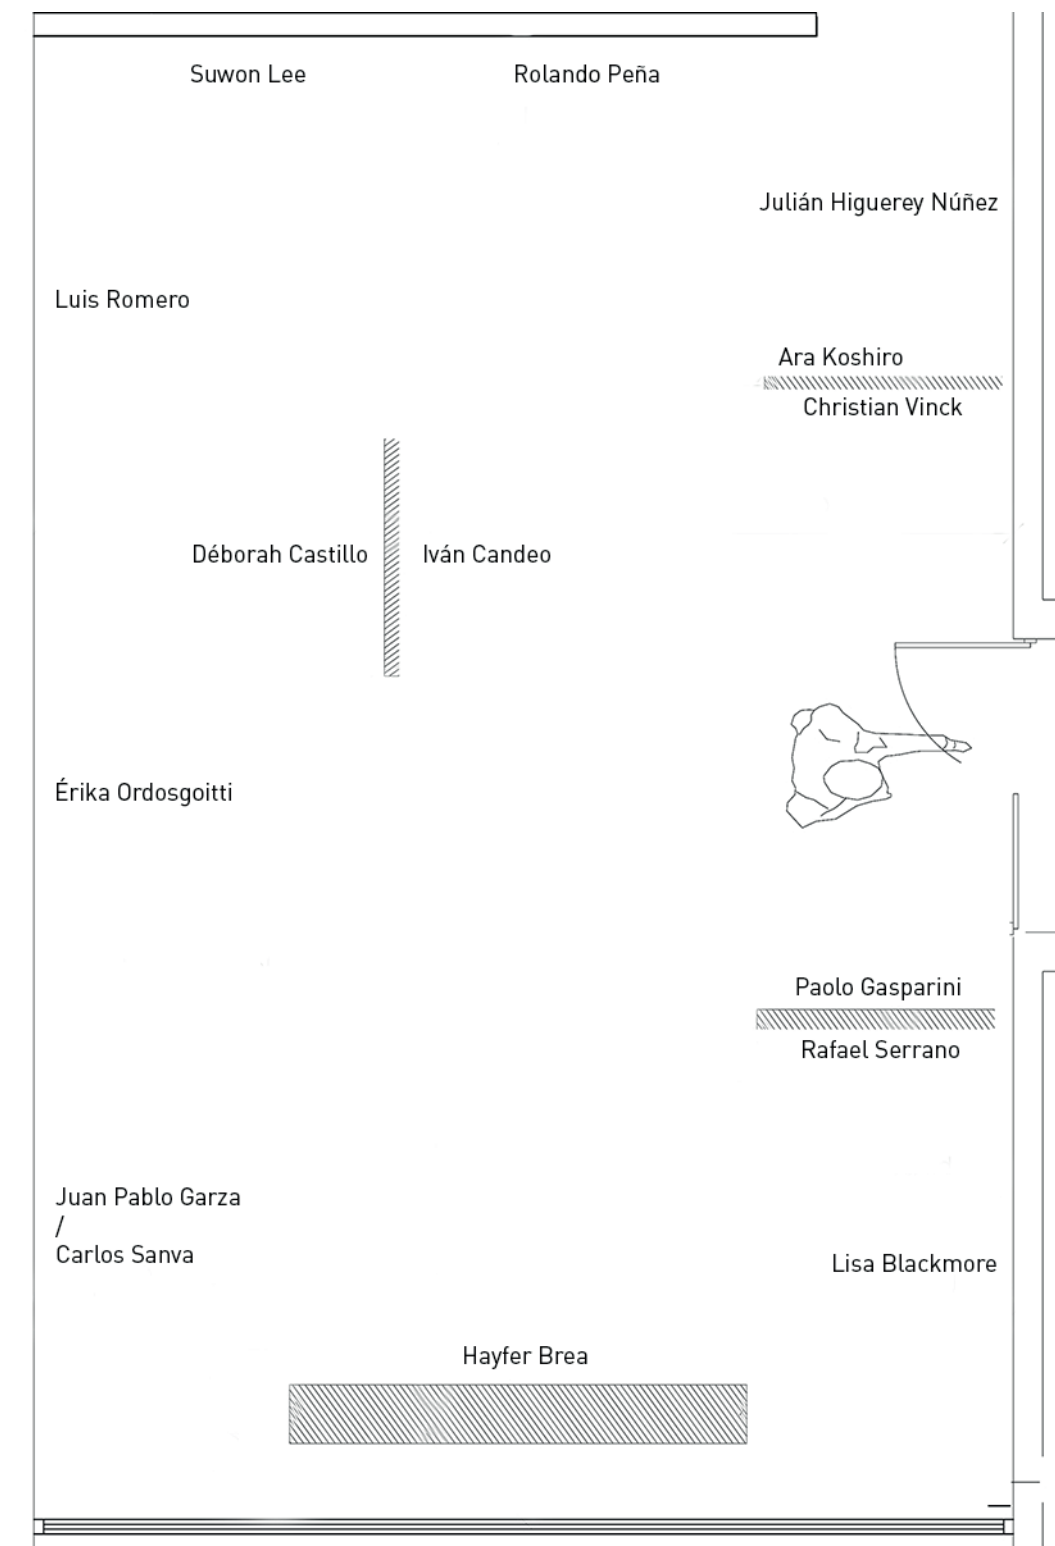 Suwon Lee
Rolando Peña
Julián Higuerey Núñez
Luis Romero
Ara Koshiro
Christian Vinck
Déborah Castillo
Iván Candeo
Érika Ordosgoitti
Paolo Gasparini
Rafael Serrano
Juan Pablo Garza
/
Carlos Sanva
Lisa Blackmore
Hayfer Brea